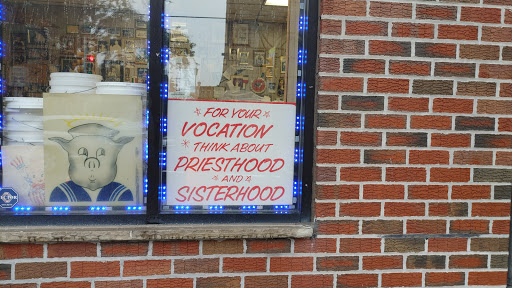 FOR YOUR
VOCATION
THINK ABOUT
PRIESTHOOD
AND
SISTERHOOD